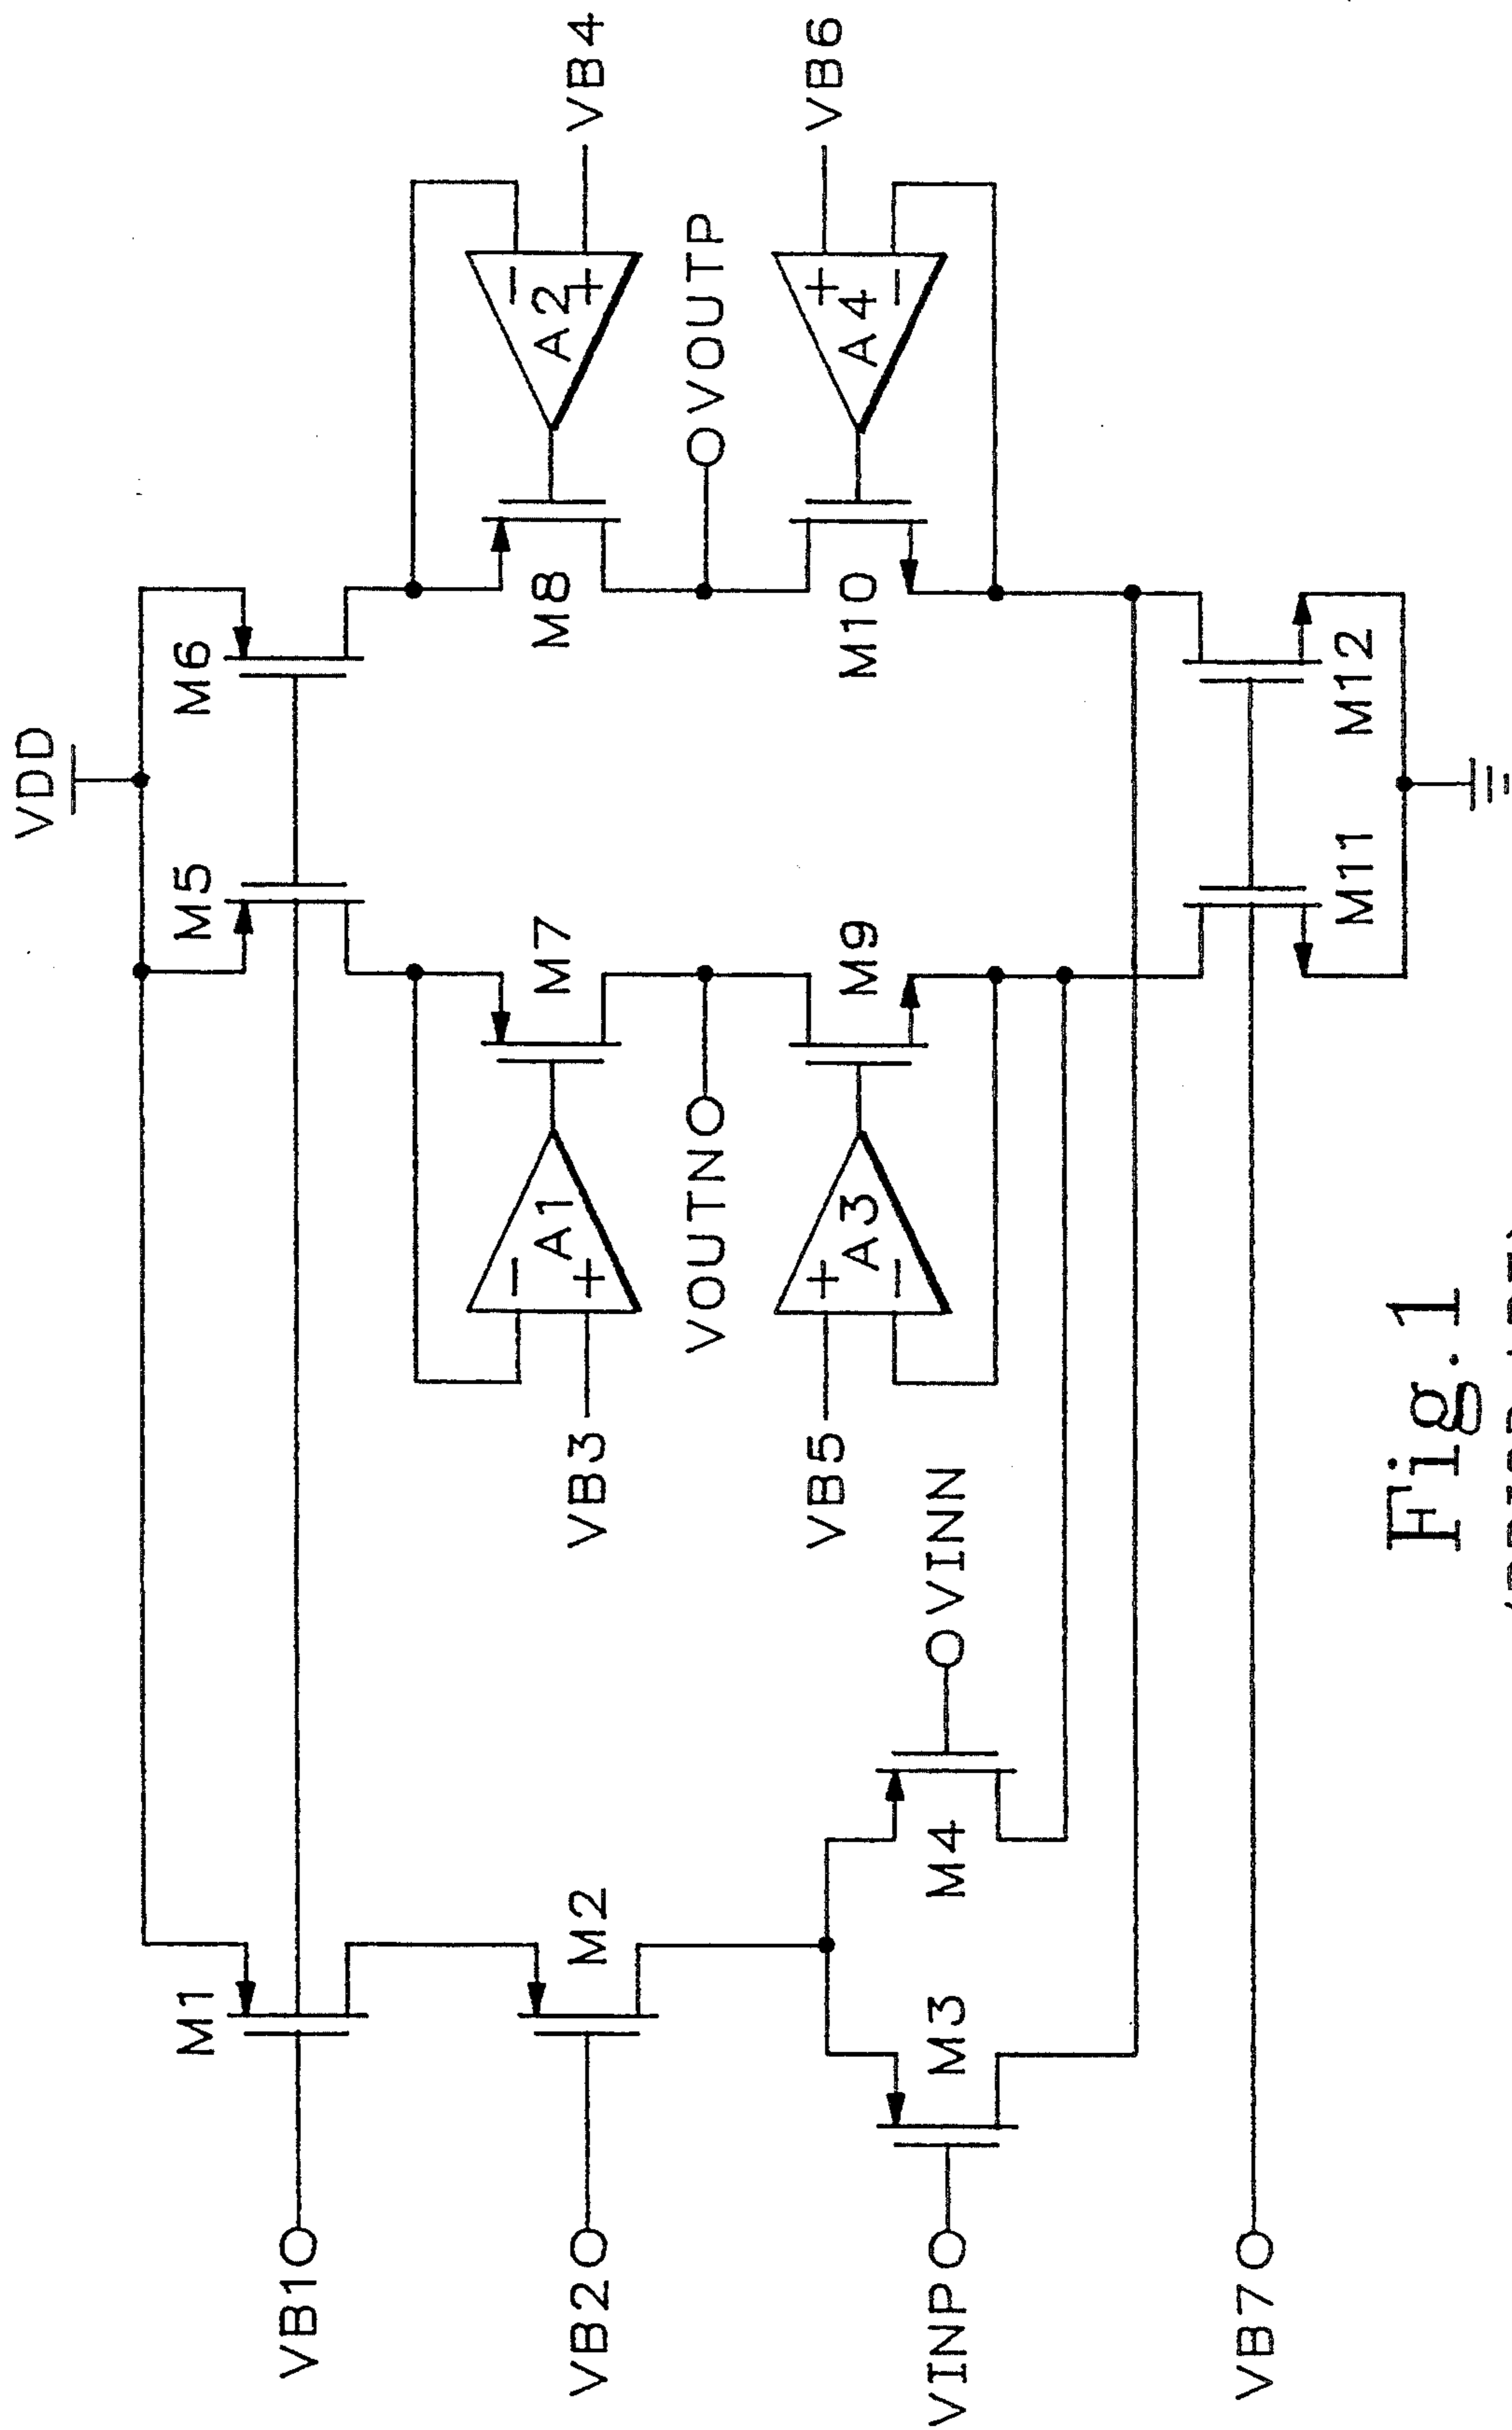 VDD
M1
M5
M6
VB1
M2
VB2
VB3
A1
-
+
M7
M8
A2
-
+
VB4
VOUTN
VOUTP
VB5
A3
+
-
M9
M10
A4
+
-
VB6
VINP
M3
M4
VINN
VB7
M11
M12
Fig.1